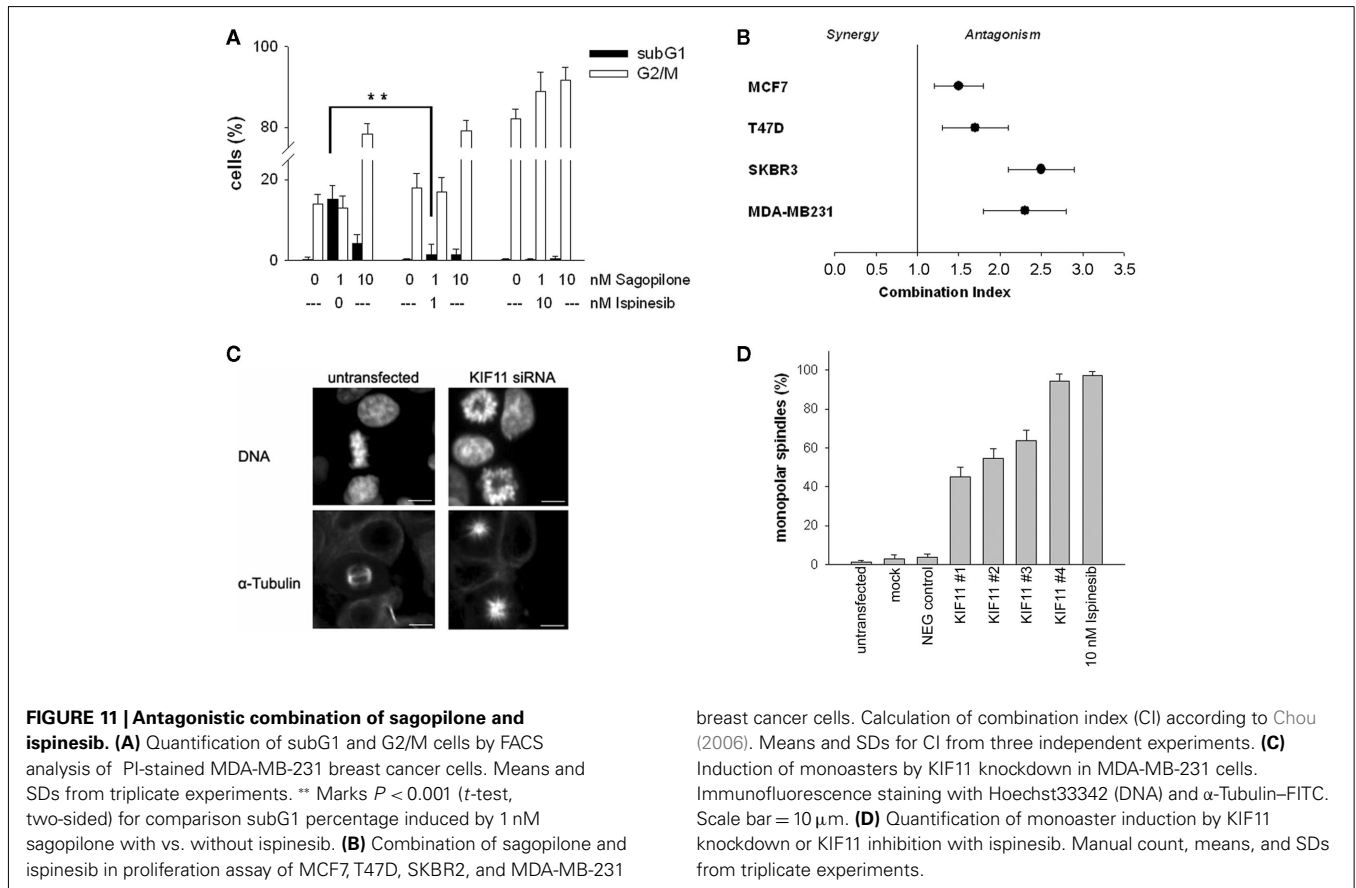 A
100
80
20
0
cells (%)
* *
subG1
G2/M
0 1 10 0 1 10 0 1 10 nM Sagopilone
--- 0 --- --- 1 --- --- 10 --- nM Ispinesib
B
Synergy Antagonism
MCF7
T47D
SKBR3
MDA-MB231
0.0 0.5 1.0 1.5 2.0 2.5 3.0 3.5
Combination Index
C
untransfected KIF11 siRNA
DNA
α-Tubulin
D
monopolar spindles (%)
100
80
60
40
20
0
untransfected
mock
NEG control
KIF11 #1
KIF11 #2
KIF11 #3
KIF11 #4
10 nM Ispinesib
FIGURE 11 | Antagonistic combination of sagopilone and
ispinesib. (A) Quantification of subG1 and G2/M cells by FACS
analysis of PI-stained MDA-MB-231 breast cancer cells. Means and
SDs from triplicate experiments. ** Marks P < 0.001 (t-test,
two-sided) for comparison subG1 percentage induced by 1 nM
sagopilone with vs. without ispinesib. (B) Combination of sagopilone and
ispinesib in proliferation assay of MCF7, T47D, SKBR2, and MDA-MB-231
breast cancer cells. Calculation of combination index (CI) according to Chou
(2006). Means and SDs for CI from three independent experiments. (C)
Induction of monoasters by KIF11 knockdown in MDA-MB-231 cells.
Immunofluorescence staining with Hoechst33342 (DNA) and α-Tubulin–FITC.
Scale bar = 10 μm. (D) Quantification of monoaster induction by KIF11
knockdown or KIF11 inhibition with ispinesib. Manual count, means, and SDs
from triplicate experiments.